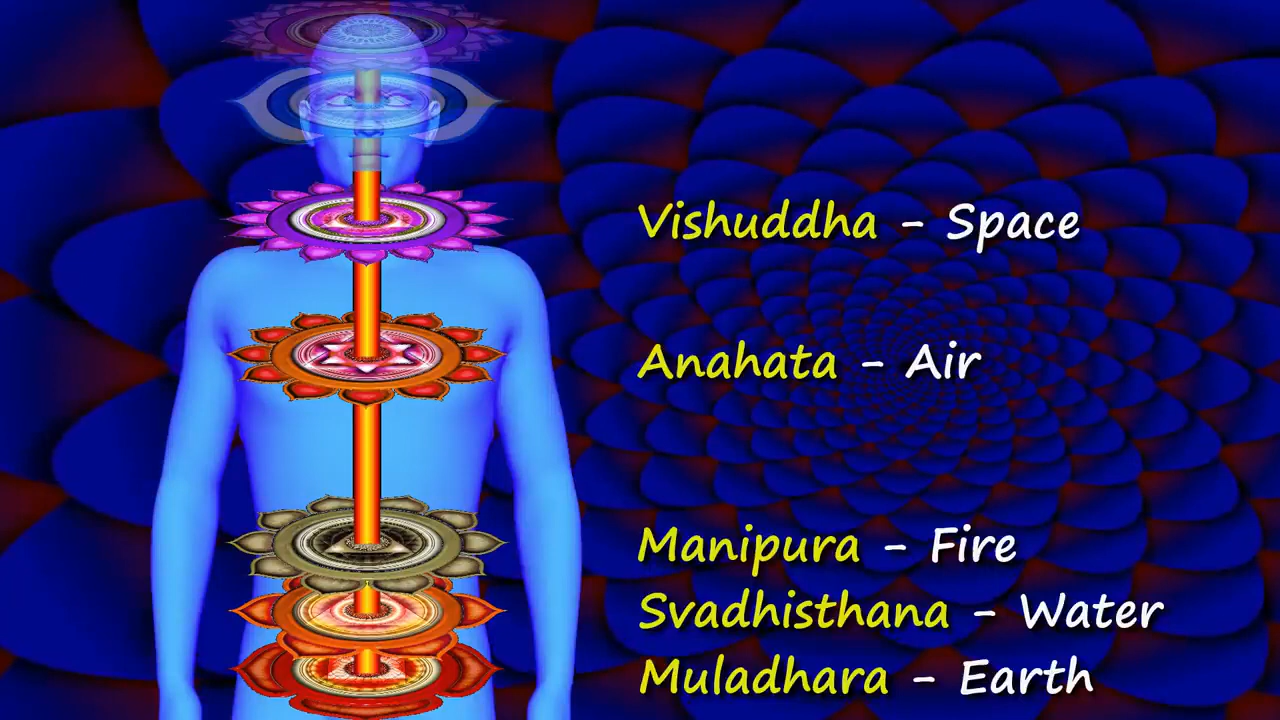 Vishuddha - Space
Anahata - Air
Manipura - Fire
Svadhisthana - Water
Muladhara - Earth